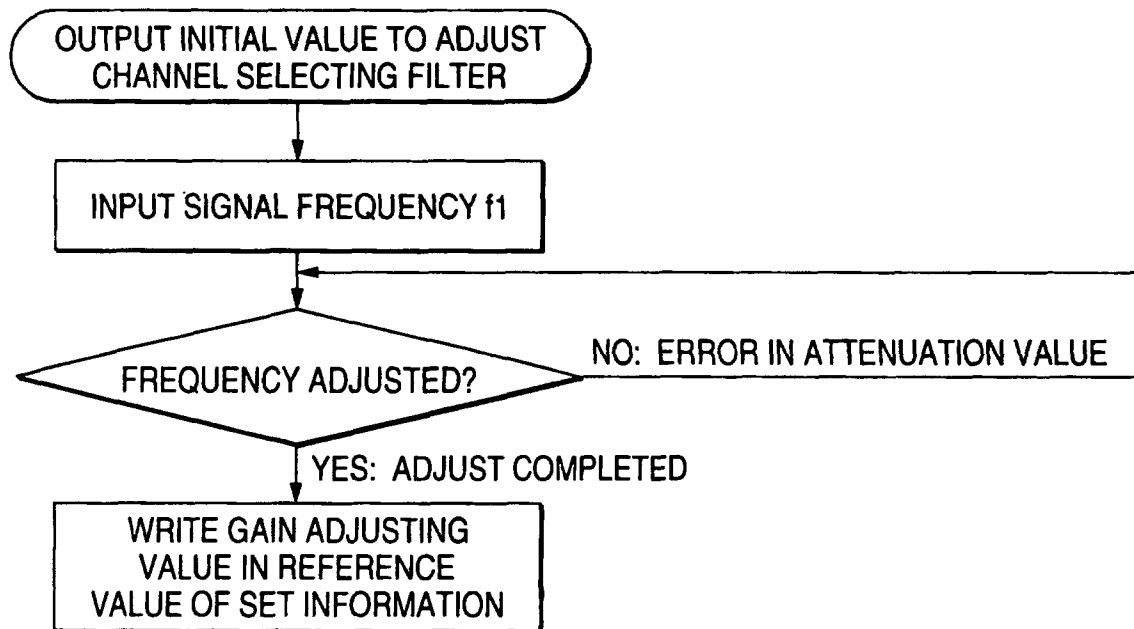 OUTPUT INITIAL VALUE TO ADJUST
CHANNEL SELECTING FILTER
INPUT SIGNAL FREQUENCY f1
FREQUENCY ADJUSTED?
NO: ERROR IN ATTENUATION VALUE
YES: ADJUST COMPLETED
WRITE GAIN ADJUSTING
VALUE IN REFERENCE
VALUE OF SET INFORMATION